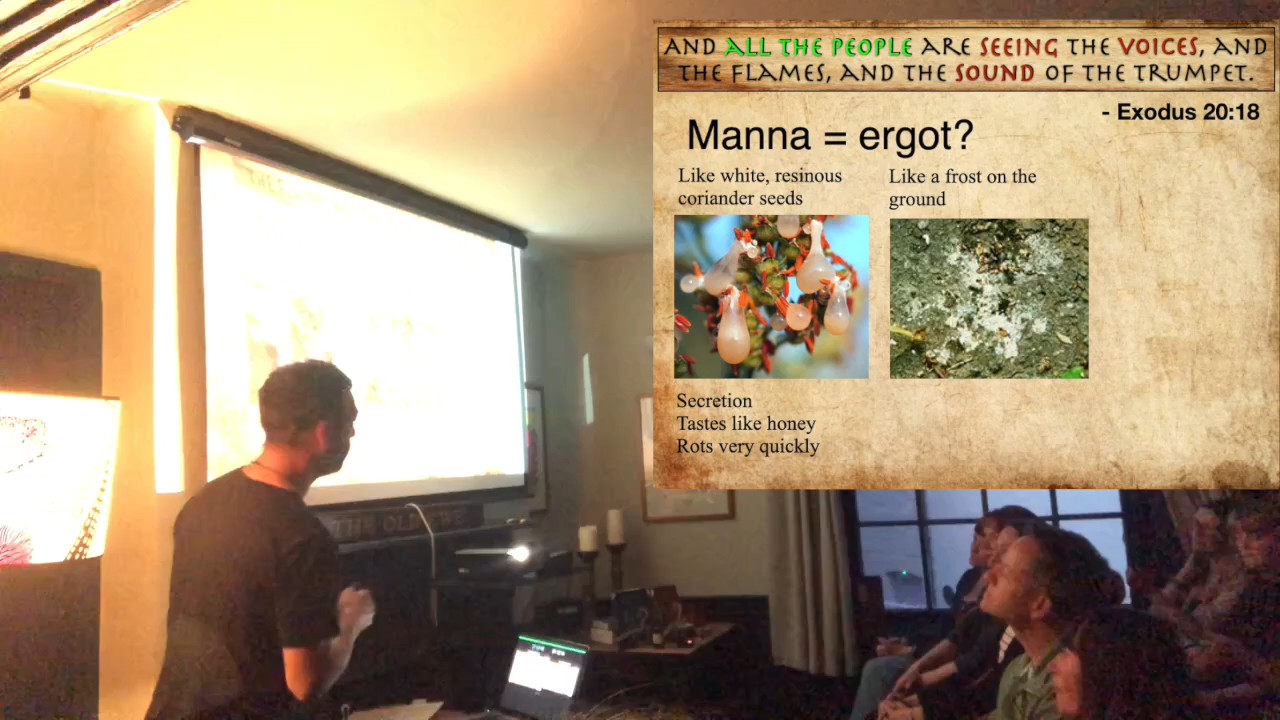 AND ALL THE PEOPLE ARE SEEING THE VOICES, AND
THE FLAMES, AND THE SOUND OF THE TRUMPET.
- Exodus 20:18
Manna = ergot?
Like white, resinous
coriander seeds
Like a frost on the
ground
Secretion
Tastes like honey
Rots very quickly
THE OLD